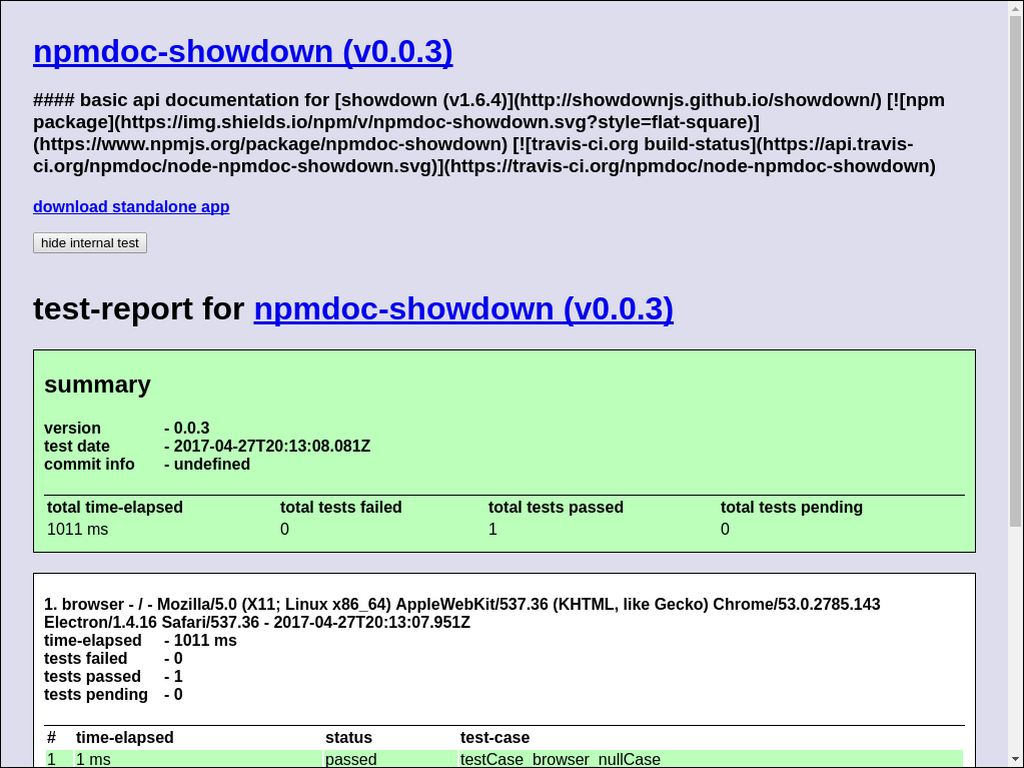 npmdoc-showdown (v0.0.3)
#### basic api documentation for [showdown (v1.6.4)](http://showdownjs.github.io/showdown/) [![npm
package](https://img.shields.io/npm/v/npmdoc-showdown.svg?style=flat-square)]
(https://www.npmjs.org/package/npmdoc-showdown) [![travis-ci.org build-status](https://api.travis-
ci.org/npmdoc/node-npmdoc-showdown.svg)](https://travis-ci.org/npmdoc/node-npmdoc-showdown)
download standalone app
hide internal test
test-report for npmdoc-showdown (v0.0.3)
summary
version - 0.0.3
test date - 2017-04-27T20:13:08.081Z
commit info - undefined
total time-elapsed total tests failed total tests passed total tests pending
1011 ms 0 1 0
1. browser - / - Mozilla/5.0 (X11; Linux x86_64) AppleWebKit/537.36 (KHTML, like Gecko) Chrome/53.0.2785.143
Electron/1.4.16 Safari/537.36 - 2017-04-27T20:13:07.951Z
time-elapsed - 1011 ms
tests failed - 0
tests passed - 1
tests pending - 0
# time-elapsed status test-case
1 1 ms passed testCase_browser_nullCase